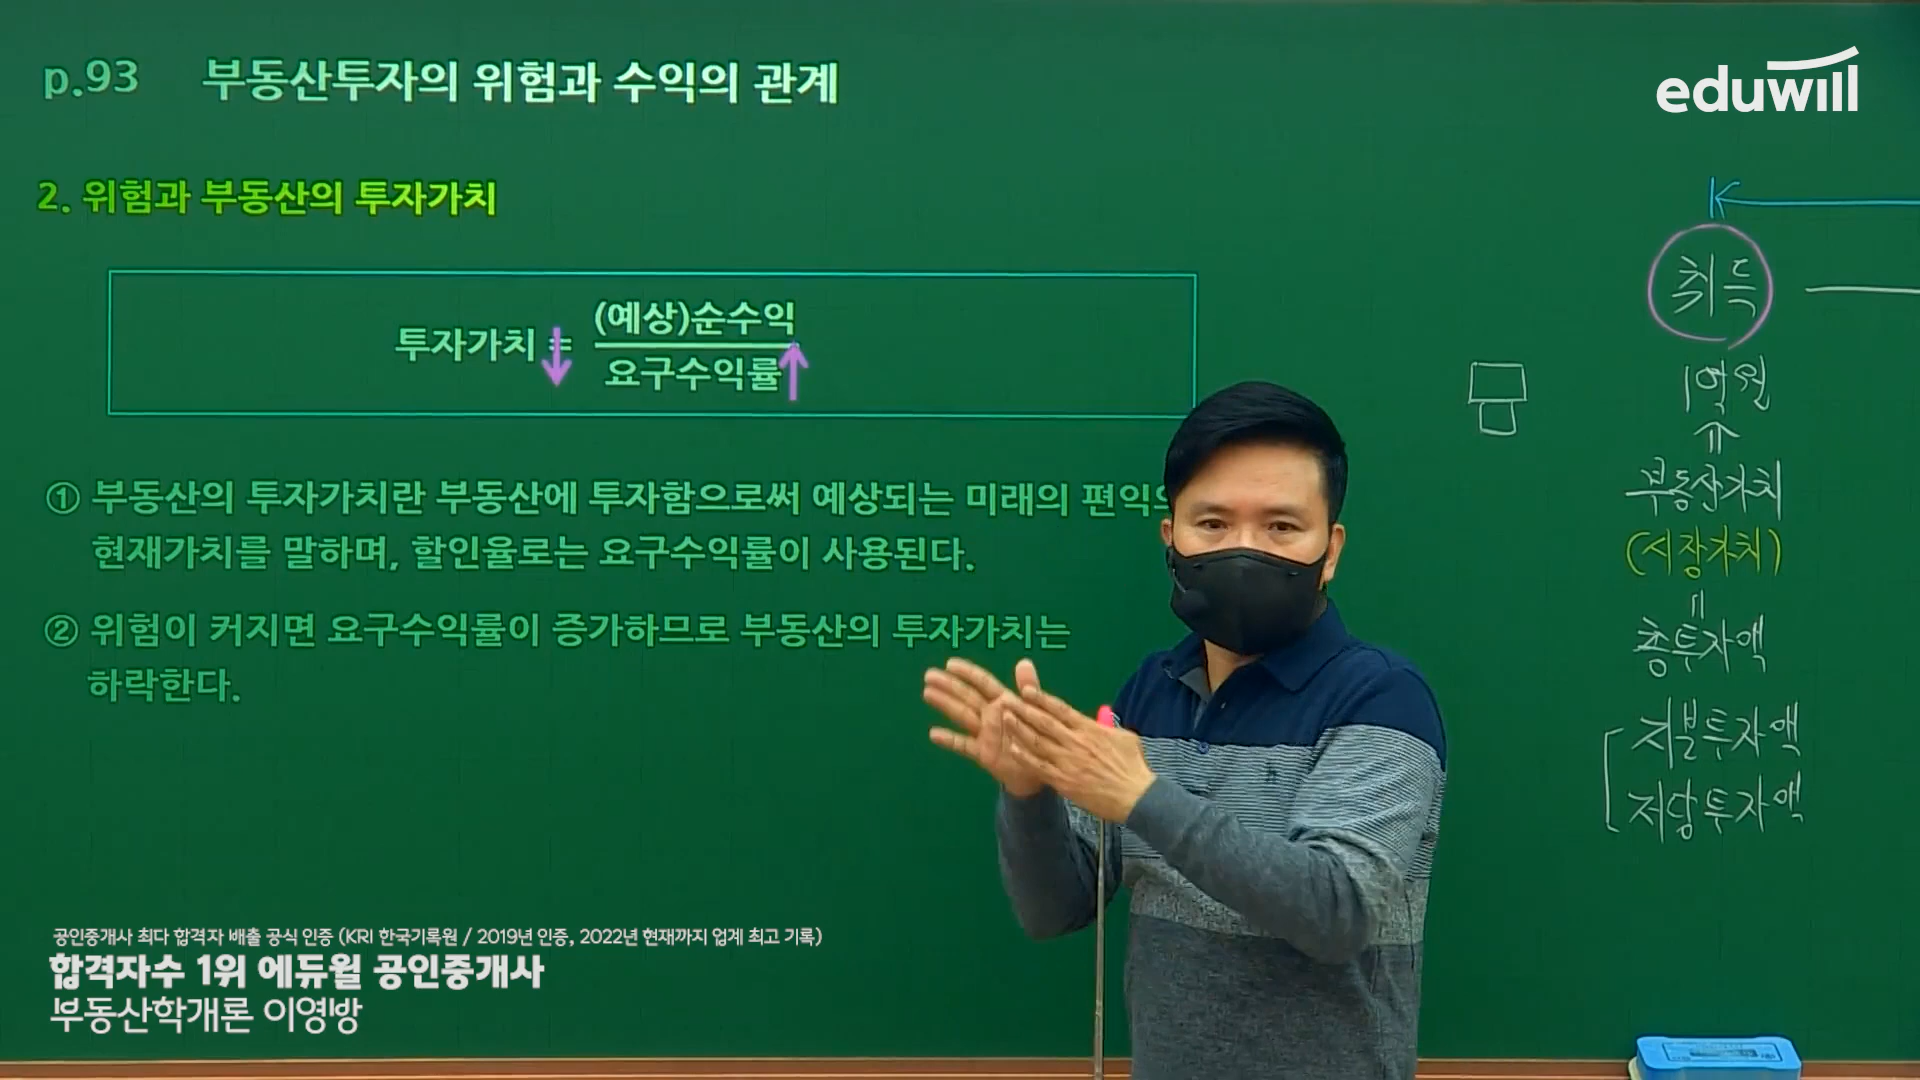 p.93 부동산투자의 위험과 수익의 관계
eduwill
2. 위험과 부동산의 투자가치
투자가치 = (예상)순수익
요구수익률
① 부동산의 투자가치란 부동산에 투자함으로써 예상되는 미래의 편익의
현재가치를 말하며, 할인율로는 요구수익률이 사용된다.
② 위험이 커지면 요구수익률이 증가하므로 부동산의 투자가치는
하락한다.
취득
1억원
부동산가치
(시장가치)
총투자액
지분투자액
저당투자액
공인중개사 최다 합격자 배출 공식 인증 (KRI 한국기록원 / 2019년 인증, 2022년 현재까지 업계 최고 기록)
합격자수 1위 에듀윌 공인중개사
부동산학개론 이영방